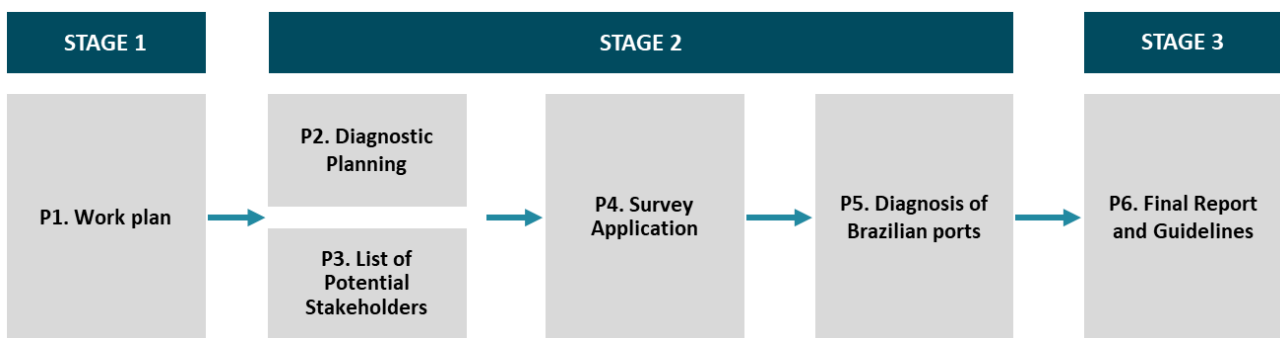 STAGE 1
STAGE 2
STAGE 3
P1. Work plan
P2. Diagnostic
Planning
P3. List of
Potential
Stakeholders
P4. Survey
Application
P5. Diagnosis of
Brazilian ports
P6. Final Report
and Guidelines